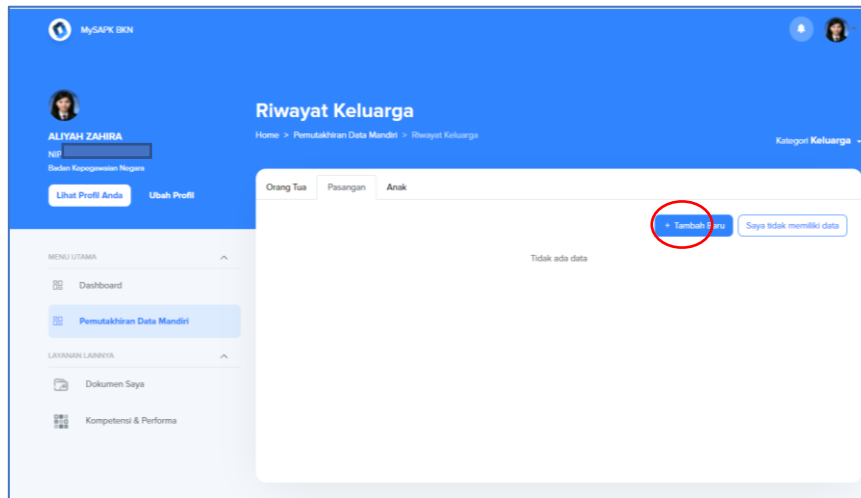 MySAPK BKN
ALIYAH ZAHIRA
NIP
Badan Kepegawaian Negara
Lihat Profil Anda
Ubah Profil
MENU UTAMA
Dashboard
Pemutakhiran Data Mandiri
LAYANAN LAINNYA
Dokumen Saya
Kompetensi & Performa
Riwayat Keluarga
Home > Pemutakhiran Data Mandiri > Riwayat Keluarga
Kategori Keluarga
Orang Tua
Pasangan
Anak
+ Tambah Baru
Saya tidak memiliki data
Tidak ada data